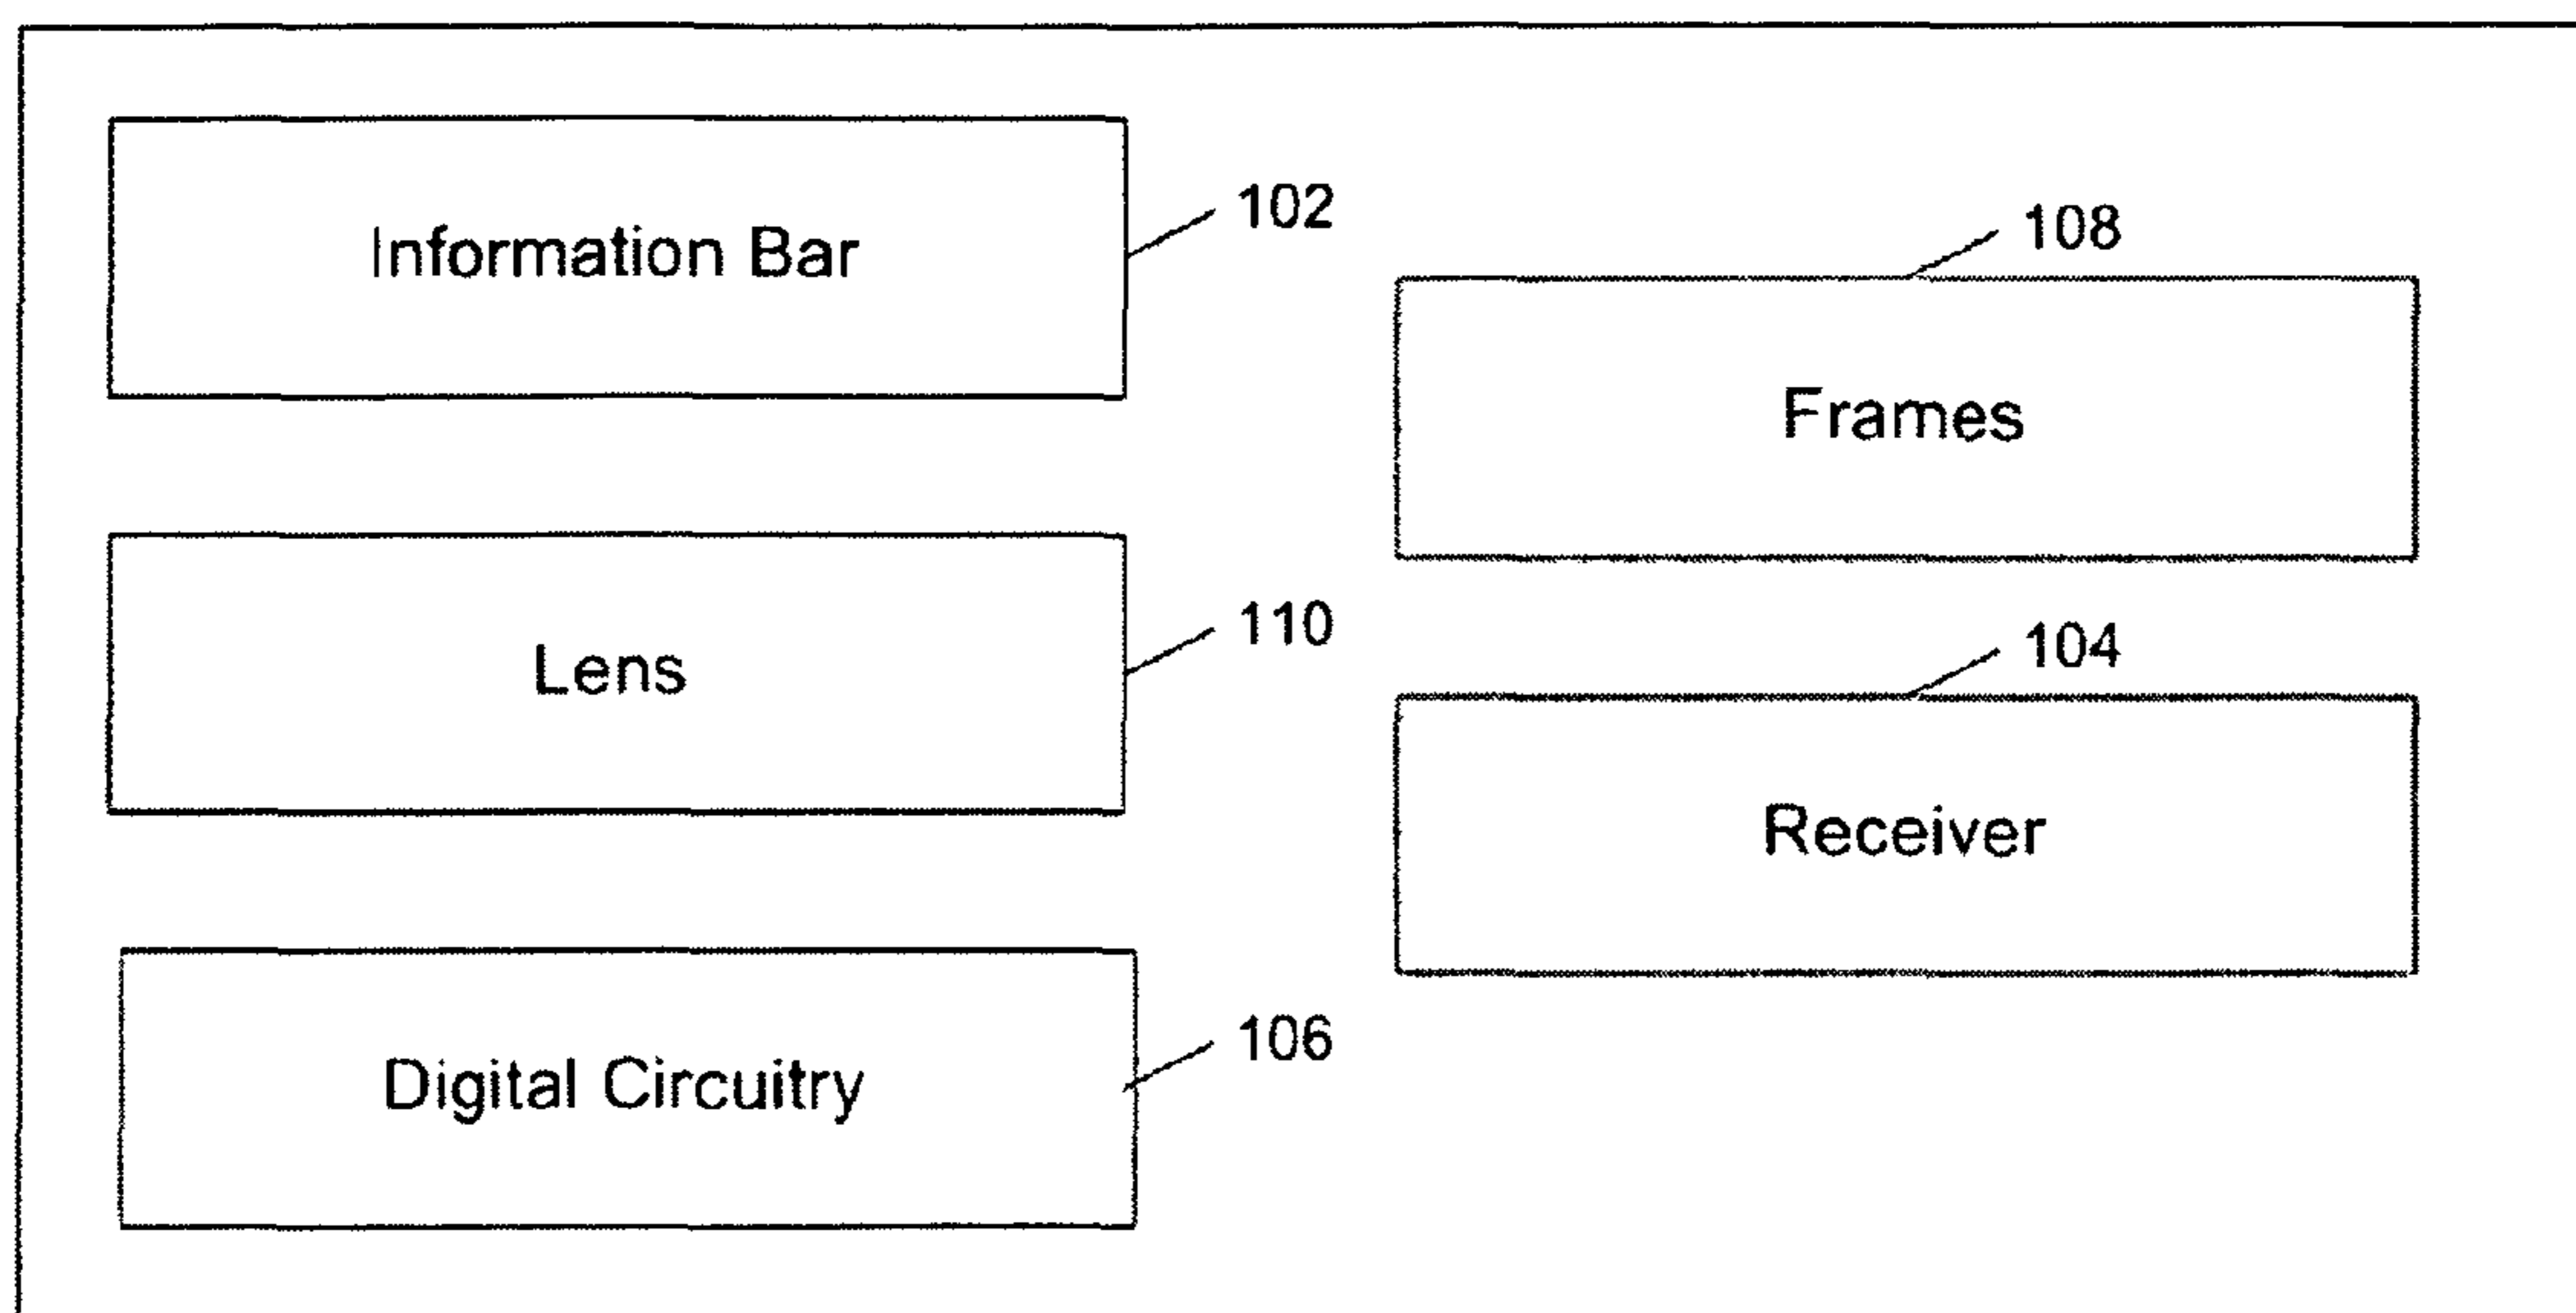 Information Bar
102
108
Frames
Lens
110
104
Receiver
Digital Circuitry
106